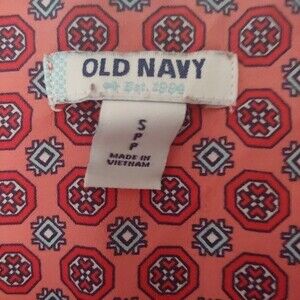 OLD NAVY
Est. 1994
S
P
P
MADE IN
VIETNAM